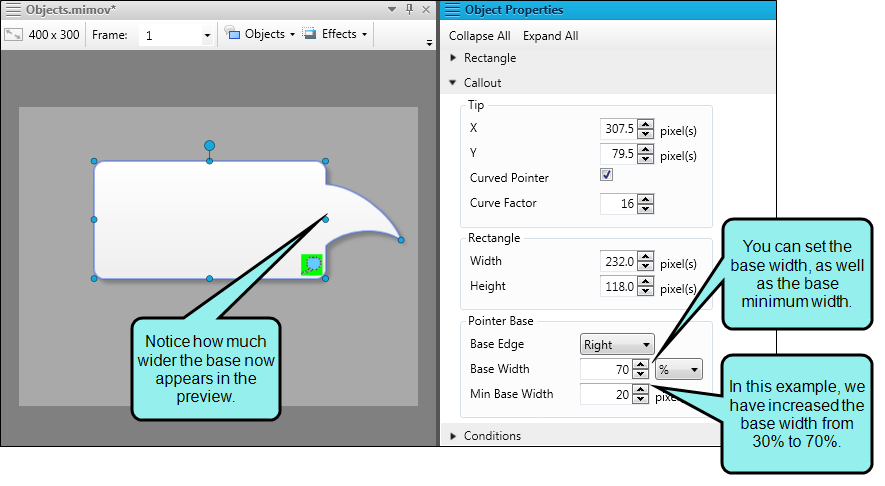 Objects.mimov*
400 x 300 Frame: 1 Objects Effects
Notice how much
wider the base now
appears in the
preview.
Object Properties
Collapse All Expand All
Rectangle
Callout
Tip
X 307.5 pixel(s)
Y 79.5 pixel(s)
Curved Pointer
Curve Factor 16
Rectangle
Width 232.0 pixel(s)
Height 118.0 pixel(s)
Pointer Base
Base Edge Right
Base Width 70 %
Min Base Width 20
Conditions
You can set the
base width, as well
as the base
minimum width.
In this example, we
have increased the
base width from
30% to 70%.